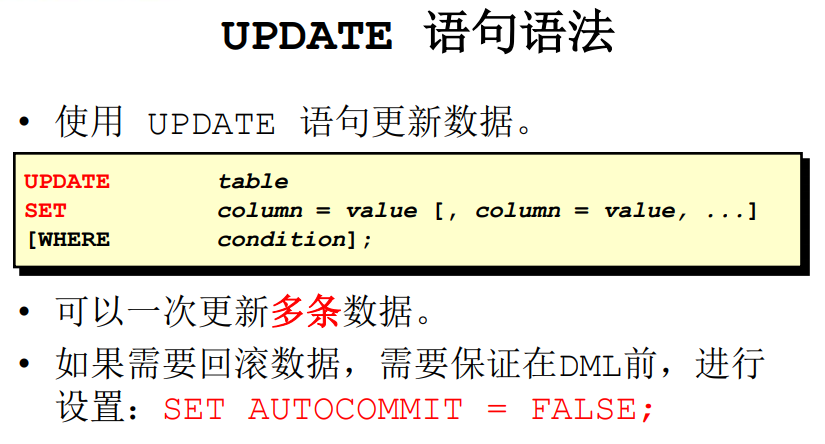 UPDATE 语句语法
• 使用 UPDATE 语句更新数据。
UPDATE table
SET column = value [, column = value, ...]
[WHERE condition];
• 可以一次更新多条数据。
• 如果需要回滚数据，需要保证在DML前，进行
设置：SET AUTOCOMMIT = FALSE;